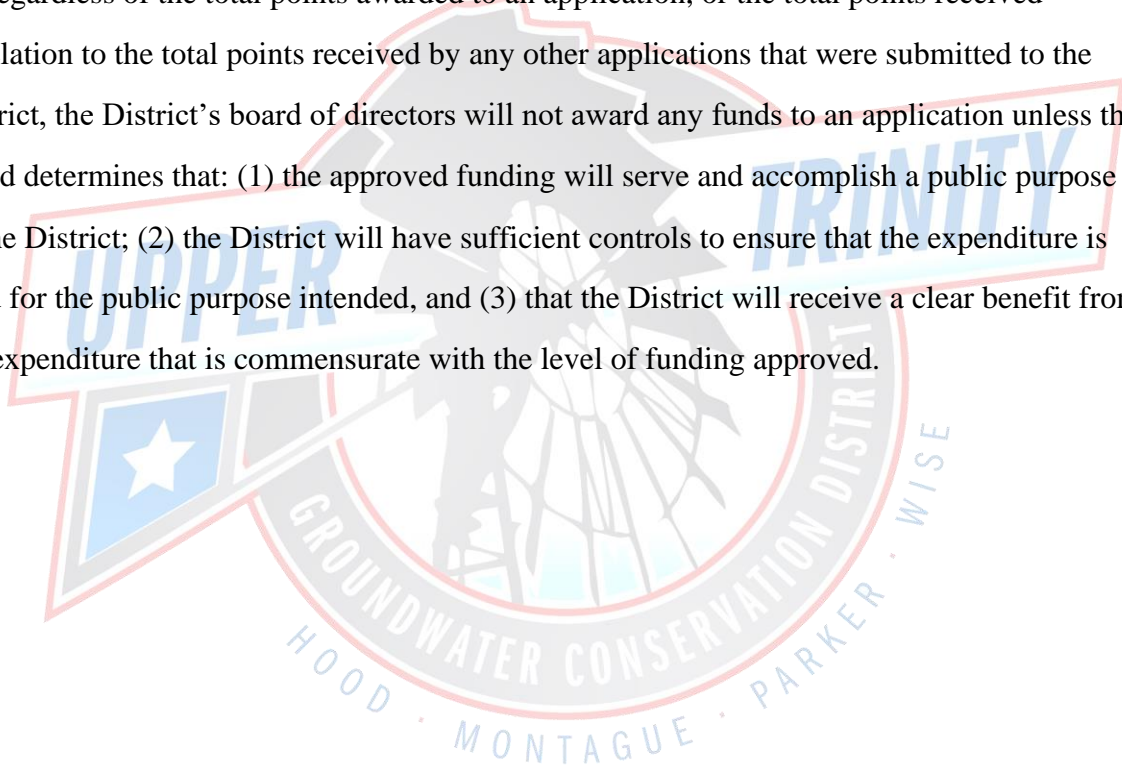 egardless of the total points awarded to an application, or the total points received
lation to the total points received by any other applications that were submitted to the
rict, the District's board of directors will not award any funds to an application unless th
d determines that: (1) the approved funding will serve and accomplish a public purpose
e District; (2) the District will have sufficient controls to ensure that the expenditure is
for the public purpose intended, and (3) that the District will receive a clear benefit from
expenditure that is commensurate with the level of funding approved.
UPPER
TRINITY
GROUNDWATER CONSERVATION DISTRICT
HOOD · MONTAGUE · PARKER · WISE